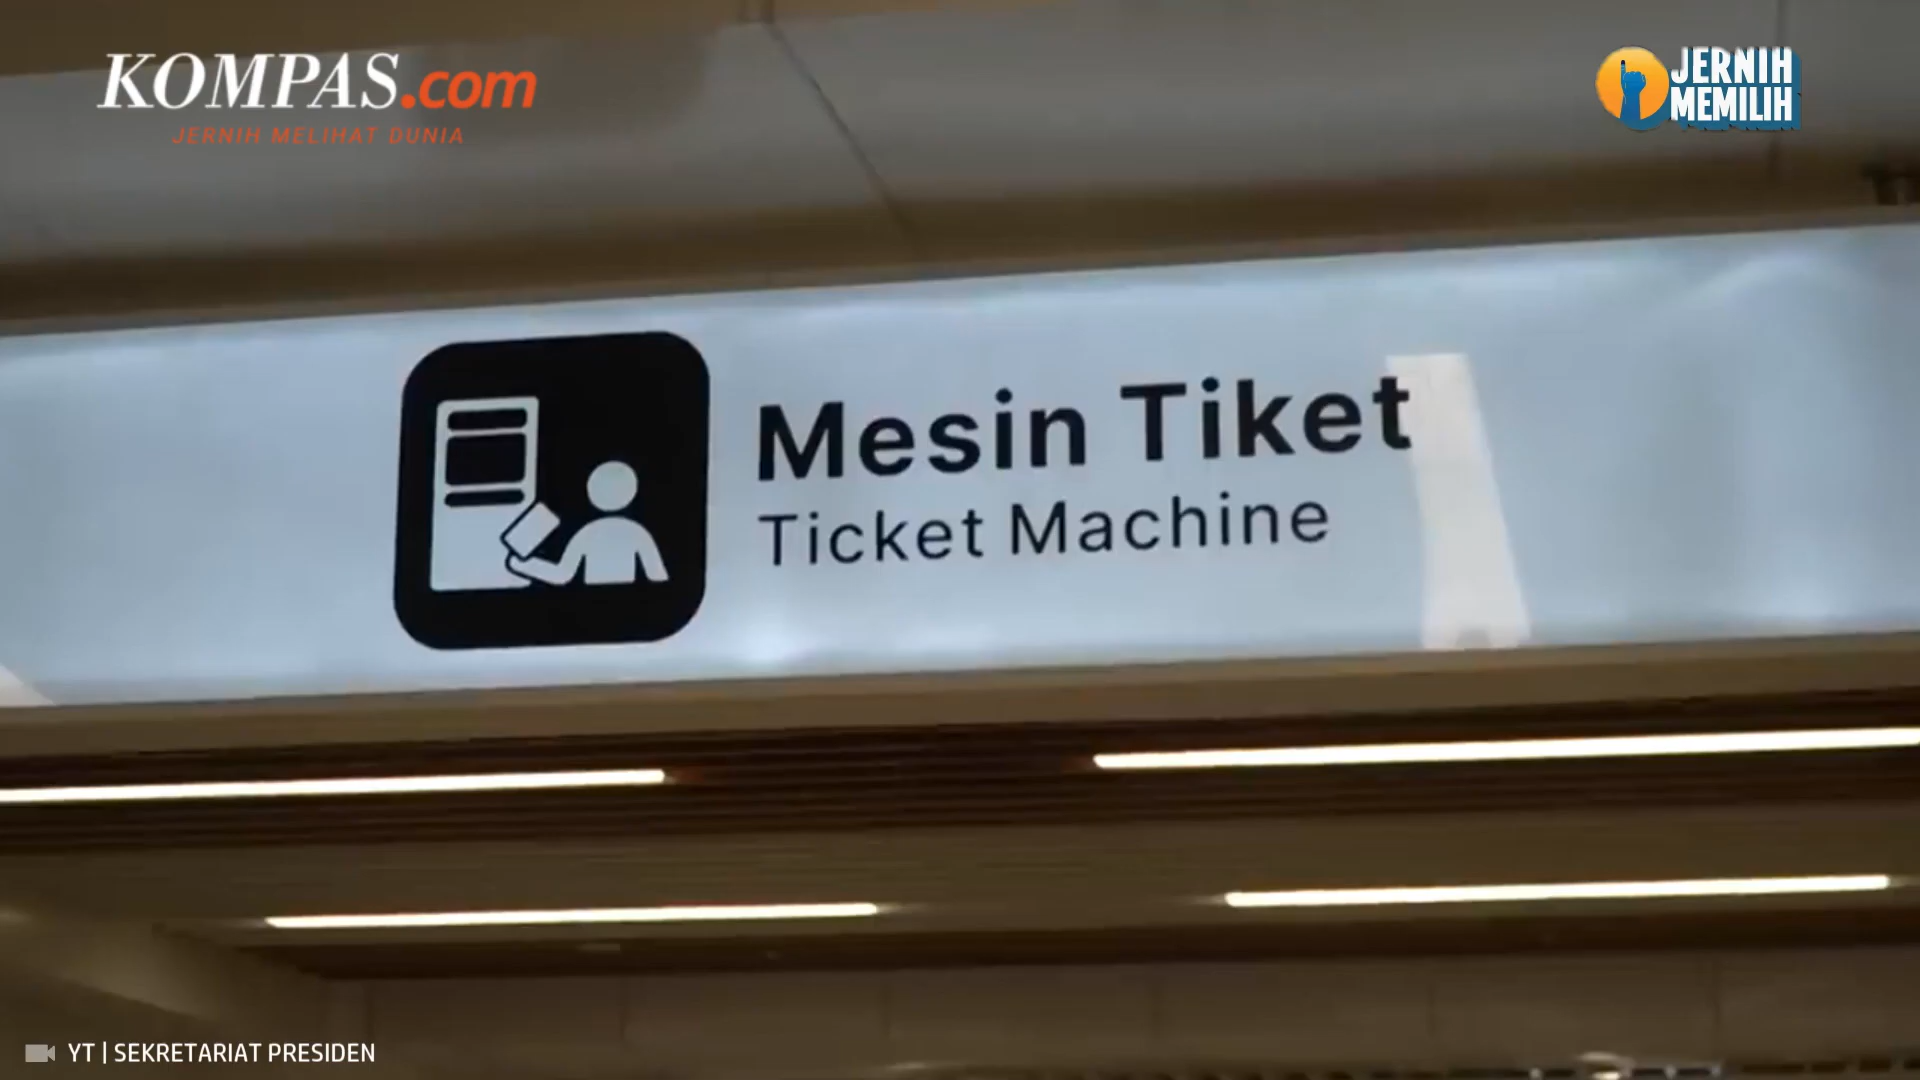 KOMPAS.com
JERNIH MELIHAT DUNIA
JERNIH
MEMILIH
Mesin Tiket
Ticket Machine
YT | SEKRETARIAT PRESIDEN